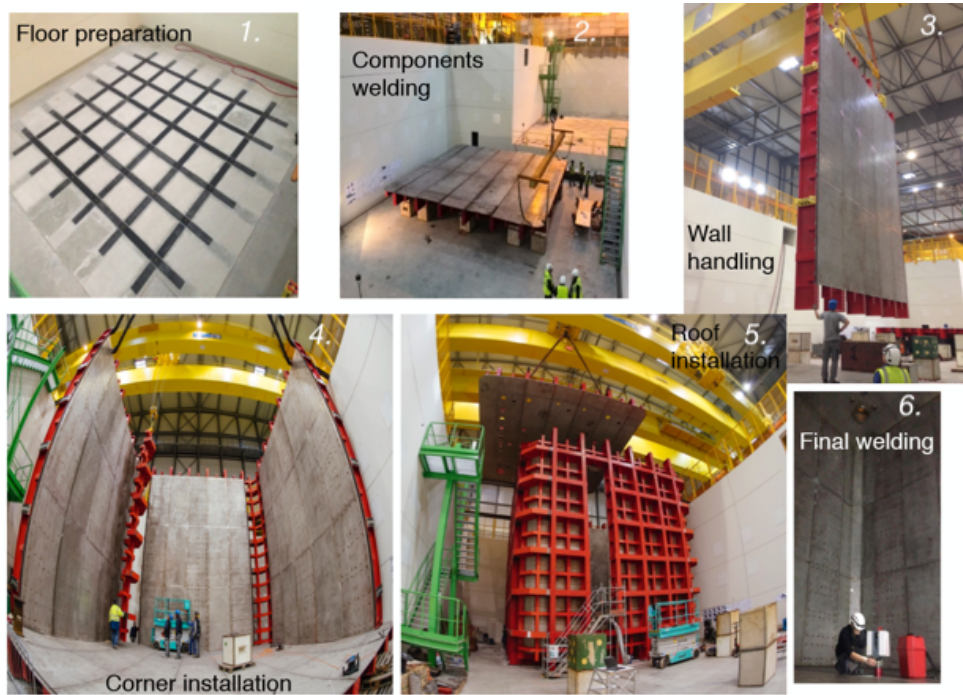 Floor preparation
1.
Components
welding
2.
3.
Wall
handling
4.
Corner installation
5.
Roof
installation
6.
Final welding